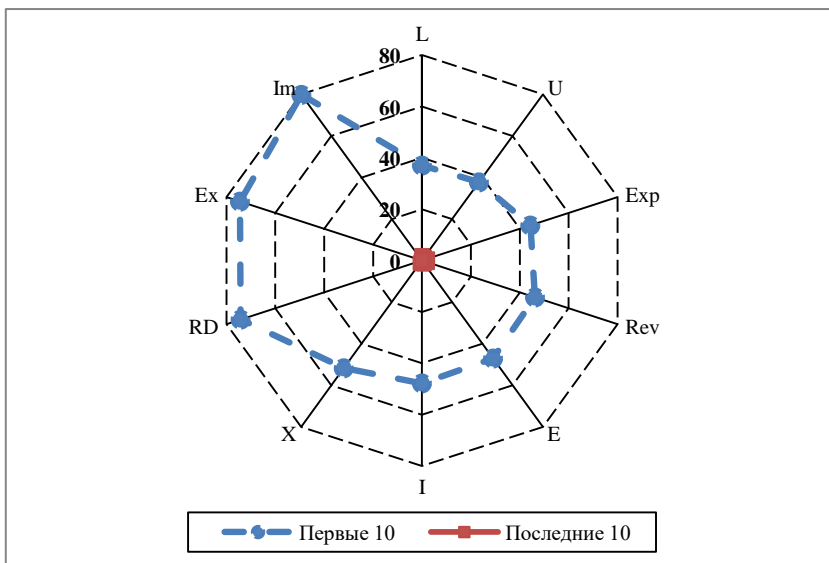 L
80
Im
U
60
40
Ex
Exp
20
0
RD
Rev
X
E
I
Первые 10
Последние 10